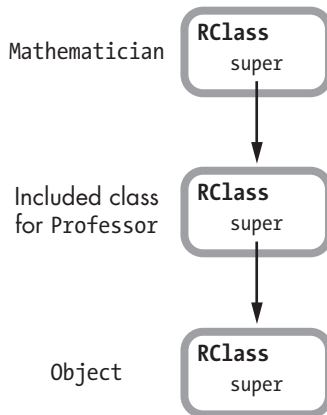 RClass
Mathematician
super
RClass
Included class
for Professor
super
RClass
Object
super